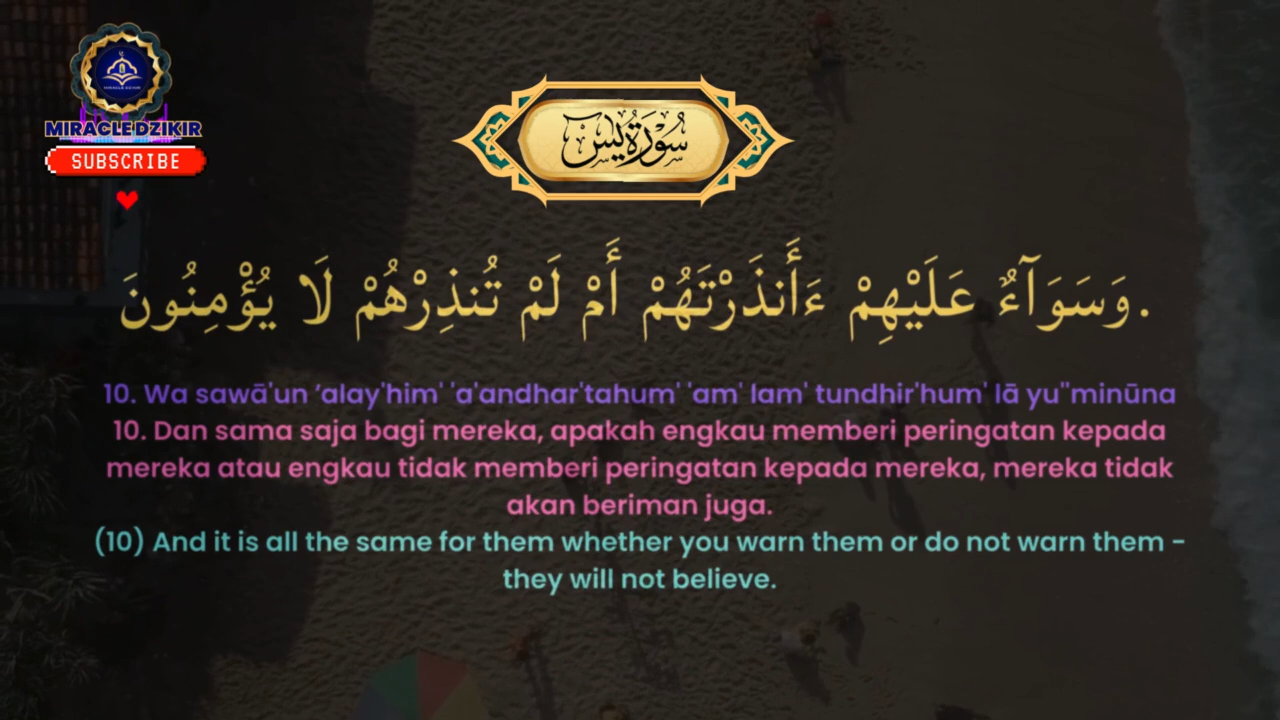 MIRACLE DZIKIR
MIRACLE DZIKIR
SUBSCRIBE
سُوْرَةُ يٰسٓ
وَسَوَآءٌ عَلَيْهِمْ ءَأَنذَرْتَهُمْ أَمْ لَمْ تُنذِرْهُمْ لَا يُؤْمِنُونَ.
10. Wa sawā'un ‘alay'him' 'a'andhar'tahum' 'am' lam' tundhir'hum' lā yu''minūna
10. Dan sama saja bagi mereka, apakah engkau memberi peringatan kepada
mereka atau engkau tidak memberi peringatan kepada mereka, mereka tidak
akan beriman juga.
(10) And it is all the same for them whether you warn them or do not warn them -
they will not believe.